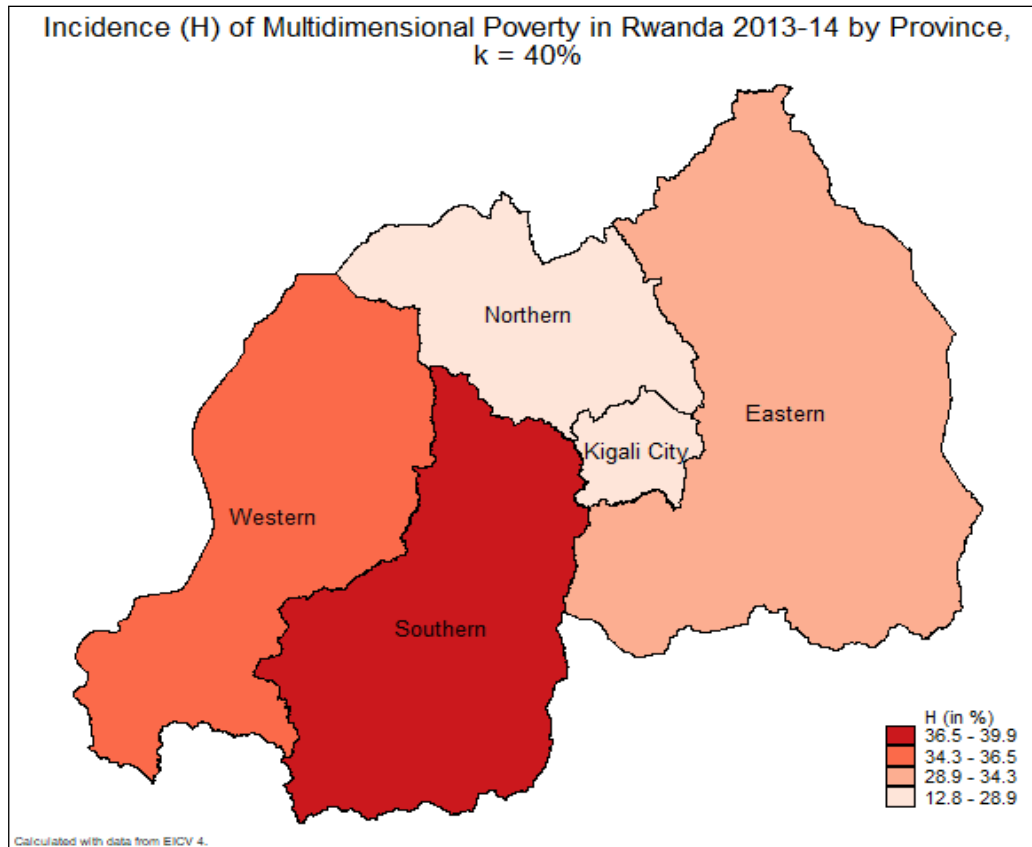 Incidence (H) of Multidimensional Poverty in Rwanda 2013-14 by Province,
k = 40%
Northern
Eastern
Kigali City
Western
Southern
H (in %)
36.5 - 39.9
34.3 - 36.5
28.9 - 34.3
12.8 - 28.9
Calculated with data from EICV 4.